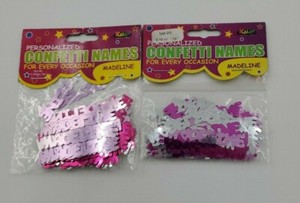 PERSONALIZED
CONFETTI NAMES
FOR EVERY OCCASION
MADELINE
PERSONALIZED
CONFETTI NAMES
FOR EVERY OCCASION
MADELINE